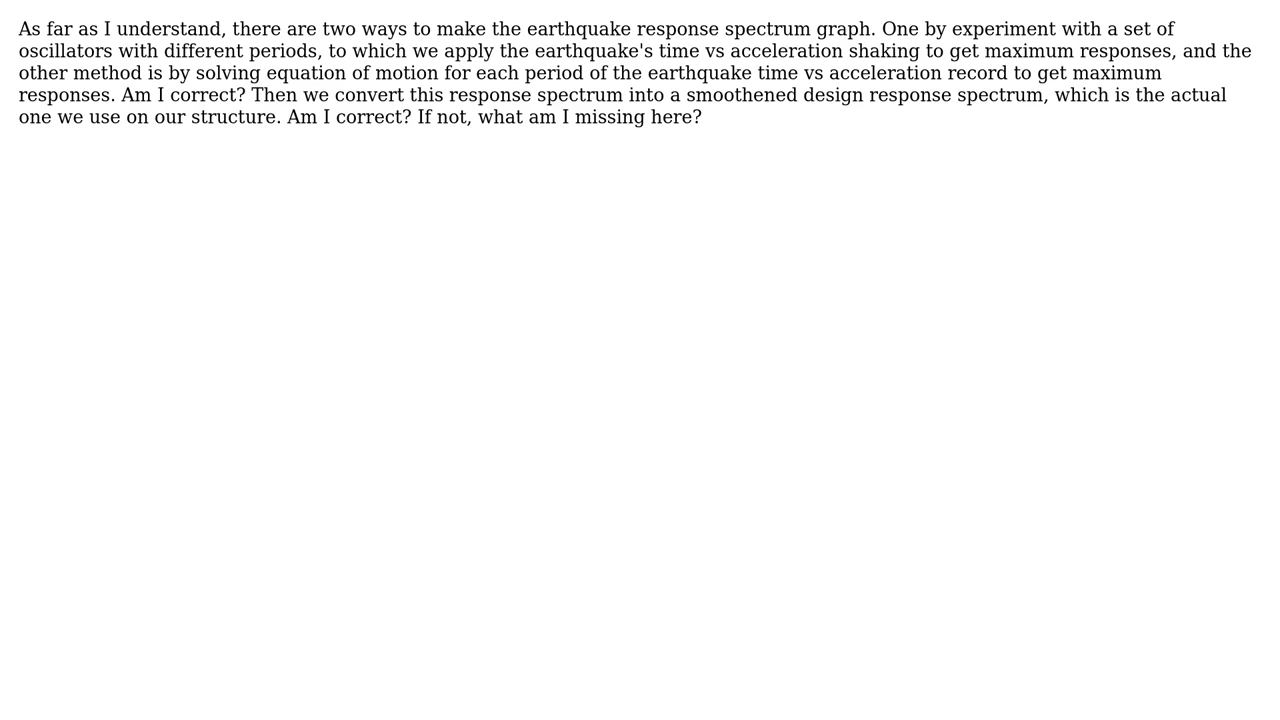 As far as I understand, there are two ways to make the earthquake response spectrum graph. One by experiment with a set of
oscillators with different periods, to which we apply the earthquake's time vs acceleration shaking to get maximum responses, and the
other method is by solving equation of motion for each period of the earthquake time vs acceleration record to get maximum
responses. Am I correct? Then we convert this response spectrum into a smoothened design response spectrum, which is the actual
one we use on our structure. Am I correct? If not, what am I missing here?